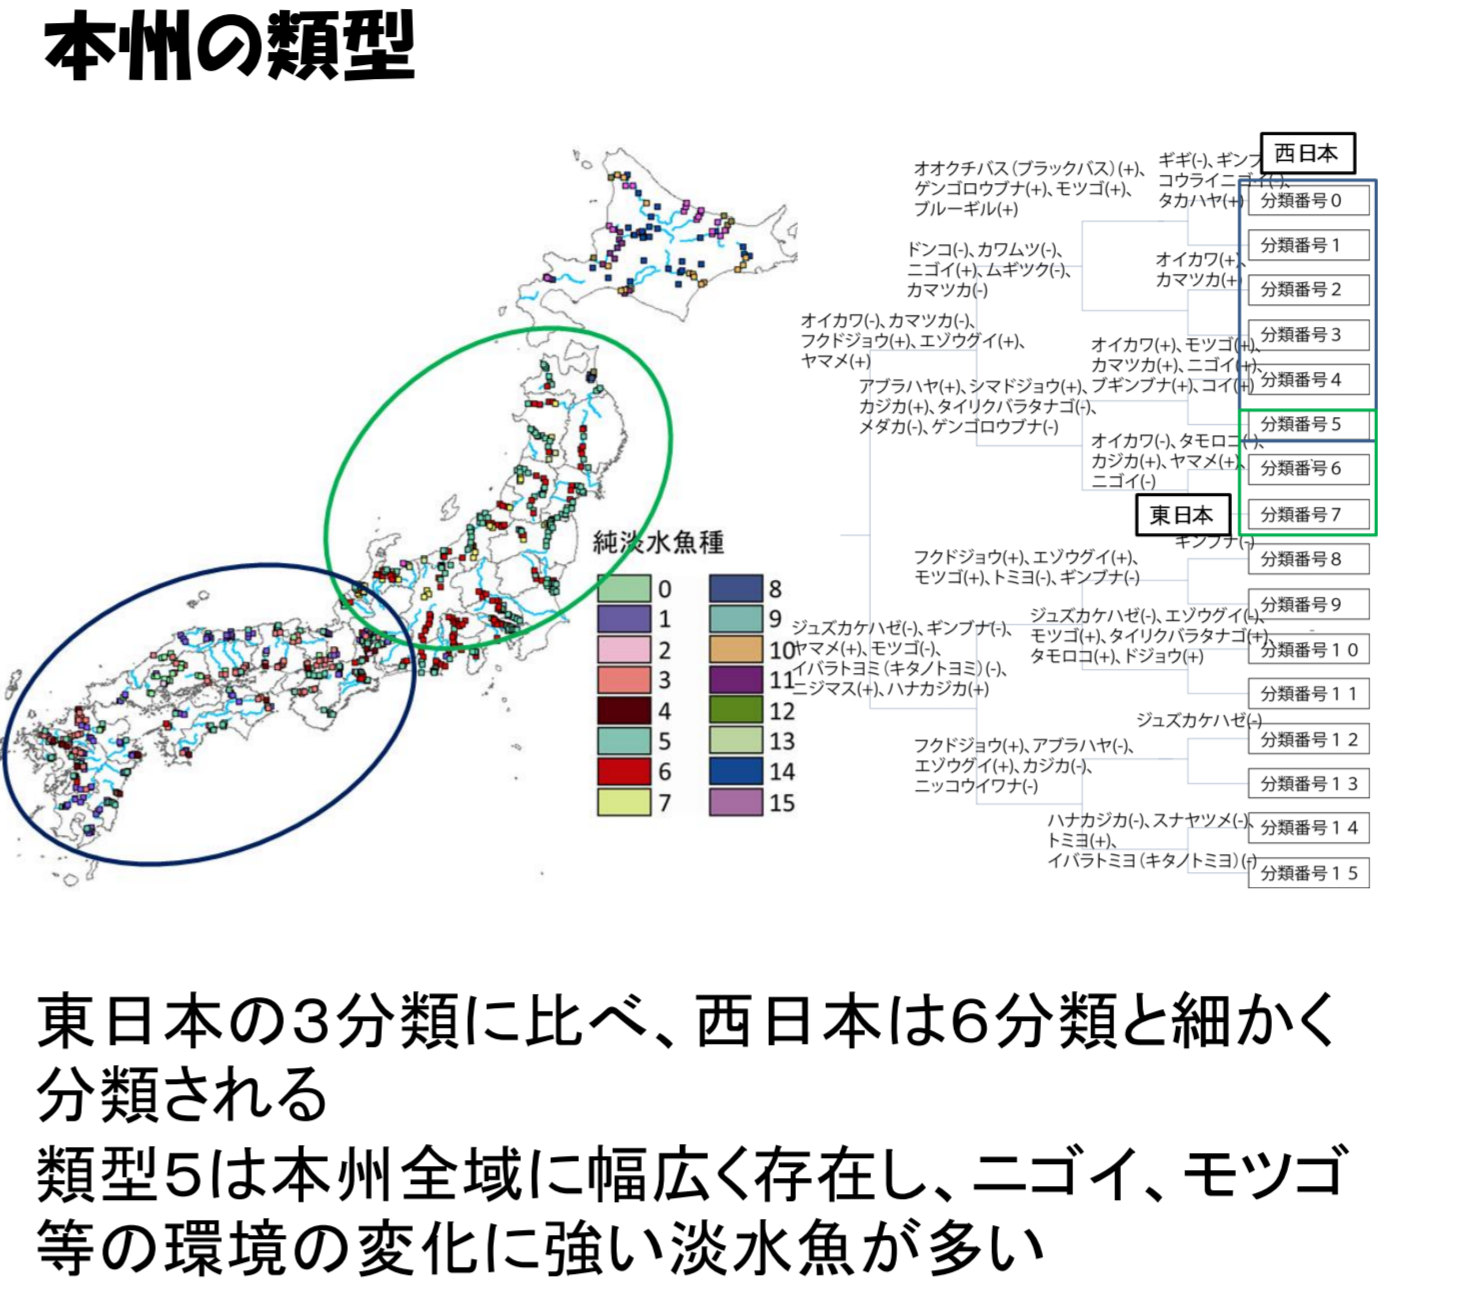 本州の類型
西日本
オオクチバス（ブラックバス）(+)、
ゲンゴロウブナ(+)、モツゴ(+)、
ブルーギル(+)
ギギ(-)、ギンブ
コウライニゴイ(-)、
タカハヤ(+)
分類番号0
分類番号1
ドンコ(-)、カワムツ(-)、
ニゴイ(+)、ムギツク(-)、
カマツカ(-)
オイカワ(+)、
カマツカ(+)
分類番号2
分類番号3
オイカワ(-)、カマツカ(-)、
フクドジョウ(+)、エゾウグイ(+)、
ヤマメ(+)
オイカワ(+)、モツゴ(+)、
カマツカ(+)、ニゴイ(+)、
ギンブナ(+)、コイ(+)
分類番号4
アブラハヤ(+)、シマドジョウ(+)、
カジカ(+)、タイリクバラタナゴ(-)、
メダカ(-)、ゲンゴロウブナ(-)
分類番号5
オイカワ(-)、タモロコ(-)、
カジカ(+)、ヤマメ(+)、
ニゴイ(-)
分類番号6
東日本
分類番号7
ギンブナ(-)
分類番号8
フクドジョウ(+)、エゾウグイ(+)、
モツゴ(+)、トミヨ(-)、ギンブナ(-)
分類番号9
ジュズカケハゼ(-)、ギンブナ(-)、
ヤマメ(+)、モツゴ(-)、
イバラトヨミ（キタノトヨミ）(-)、
ニジマス(+)、ハナカジカ(+)
ジュズカケハゼ(-)、エゾウグイ(-)、
モツゴ(+)、タイリクバラタナゴ(+)、
タモロコ(+)、ドジョウ(+)
分類番号10
分類番号11
ジュズカケハゼ(-)
分類番号12
フクドジョウ(+)、アブラハヤ(-)、
エゾウグイ(+)、カジカ(-)、
ニッコウイワナ(-)
分類番号13
ハナカジカ(-)、スナヤツメ(-)、
トミヨ(+)、
イバラトミヨ（キタノトミヨ）(-)
分類番号14
分類番号15
純淡水魚種
0 8
1 9
2 10
3 11
4 12
5 13
6 14
7 15
東日本の３分類に比べ、西日本は６分類と細かく
分類される
類型５は本州全域に幅広く存在し、ニゴイ、モツゴ
等の環境の変化に強い淡水魚が多い